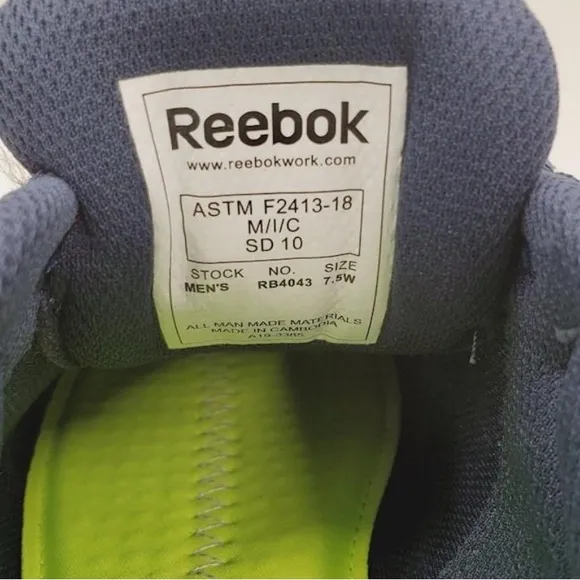 Reebok
www.reebokwork.com
ASTM F2413-18
M/I/C
SD 10
STOCK NO. SIZE
MEN'S RB4043 7.5W
ALL MAN MADE MATERIALS
MADE IN CAMBODIA